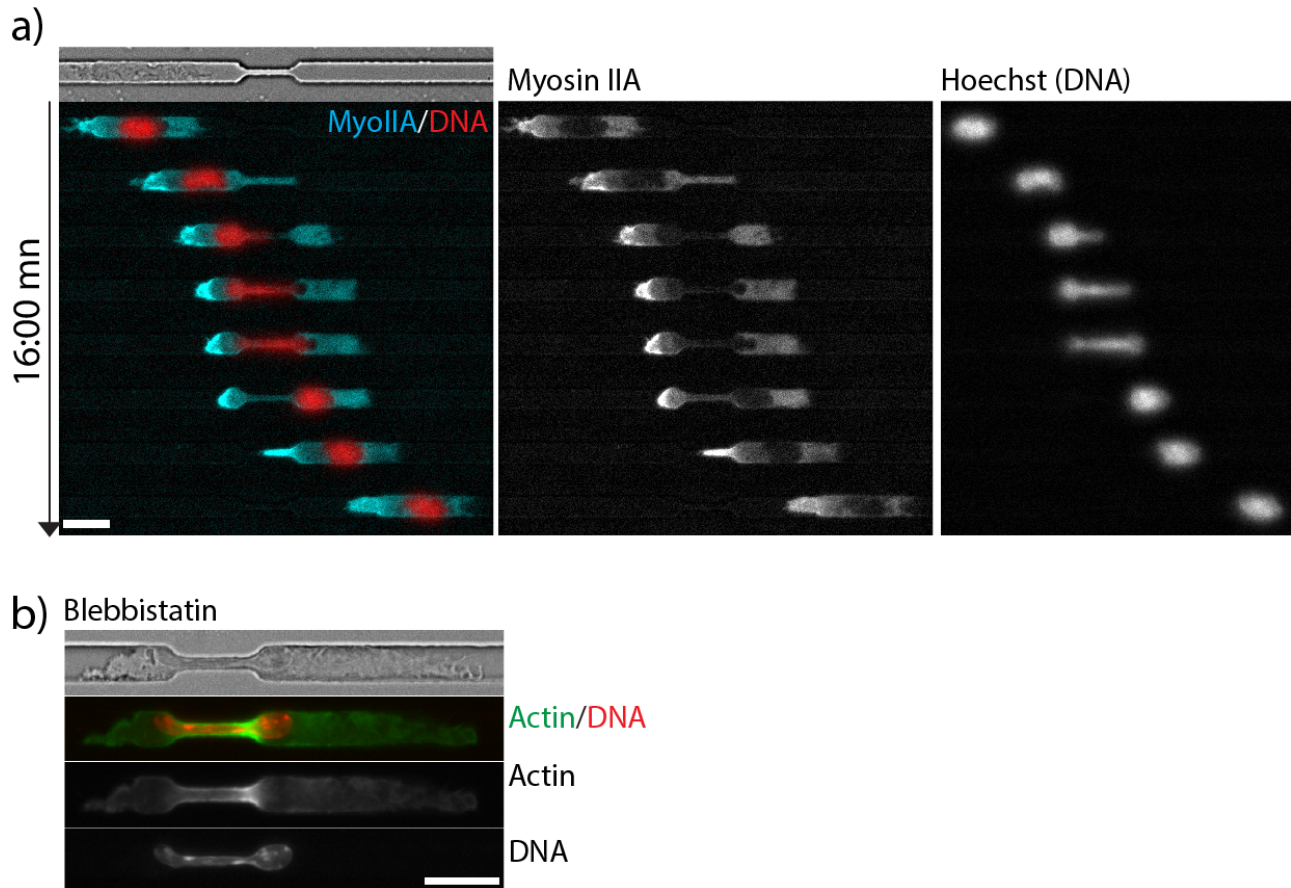 a)
Myosin IIA
Hoechst (DNA)
MyoIIA/DNA
16:00 mn
b) Blebbistatin
Actin/DNA
Actin
DNA